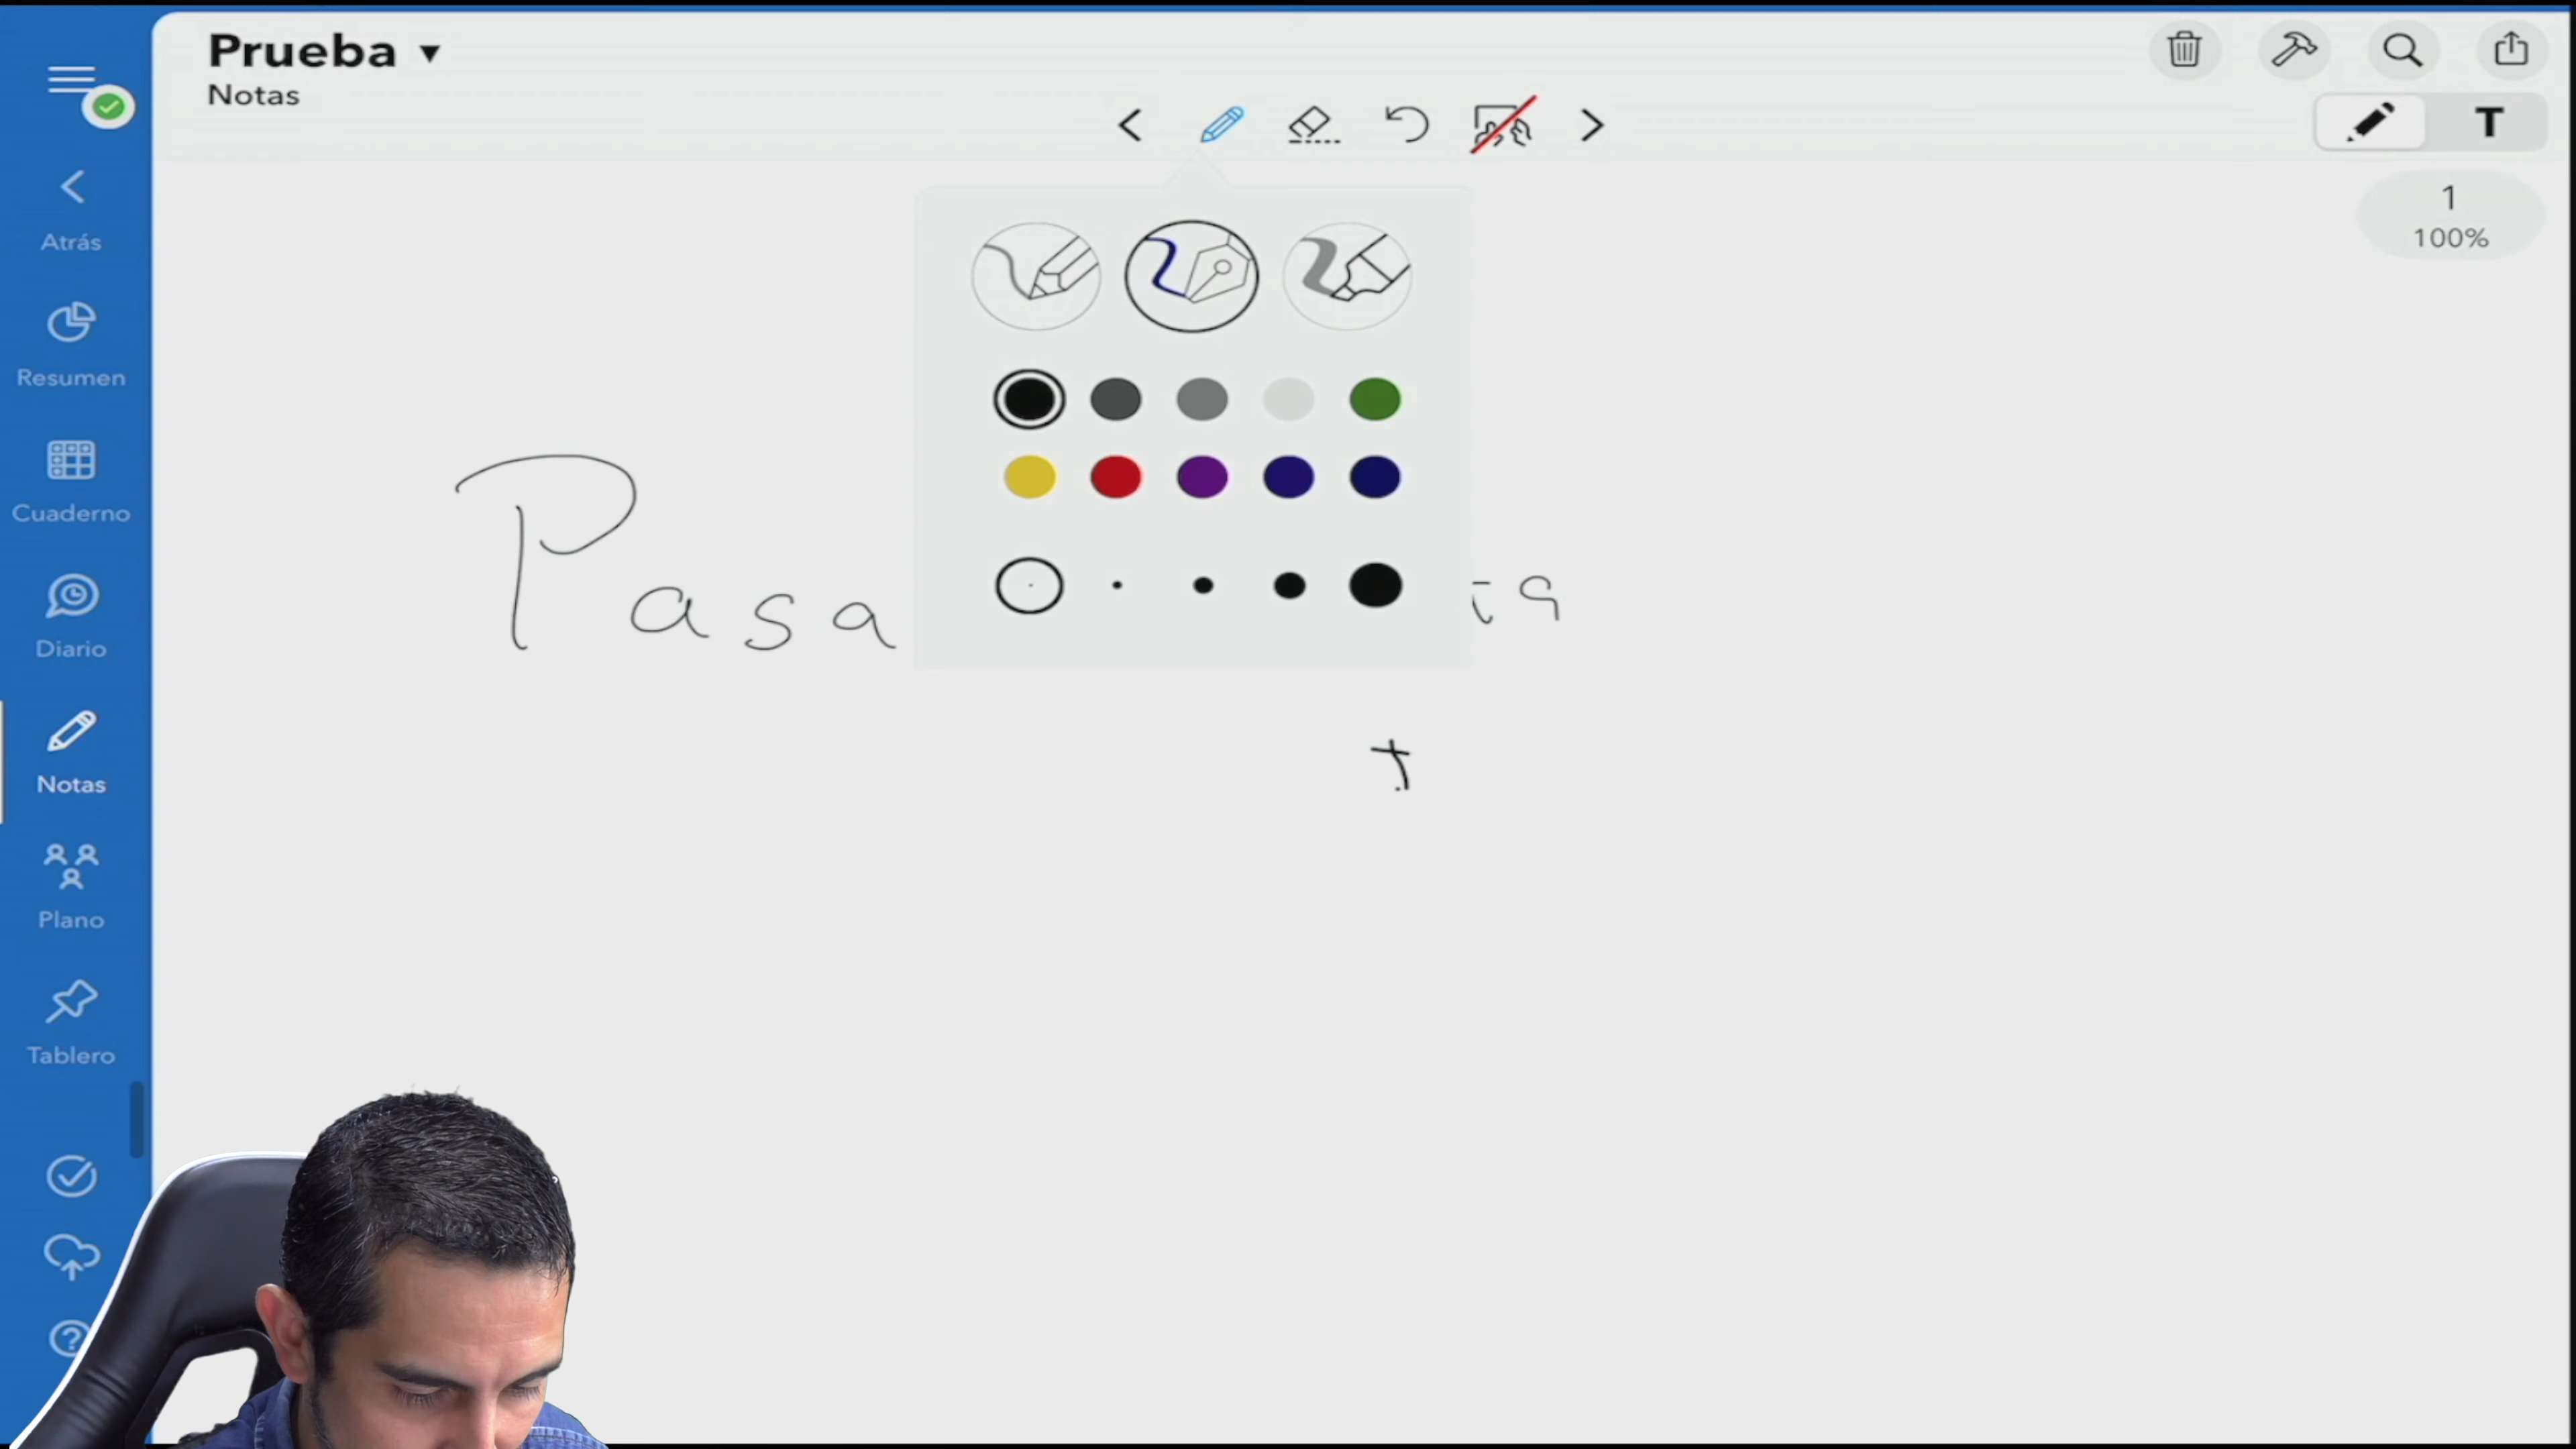 Prueba ▼
Notas
T
1
100%
Atrás
Resumen
Cuaderno
Diario
Notas
Plano
Tablero
Pasa